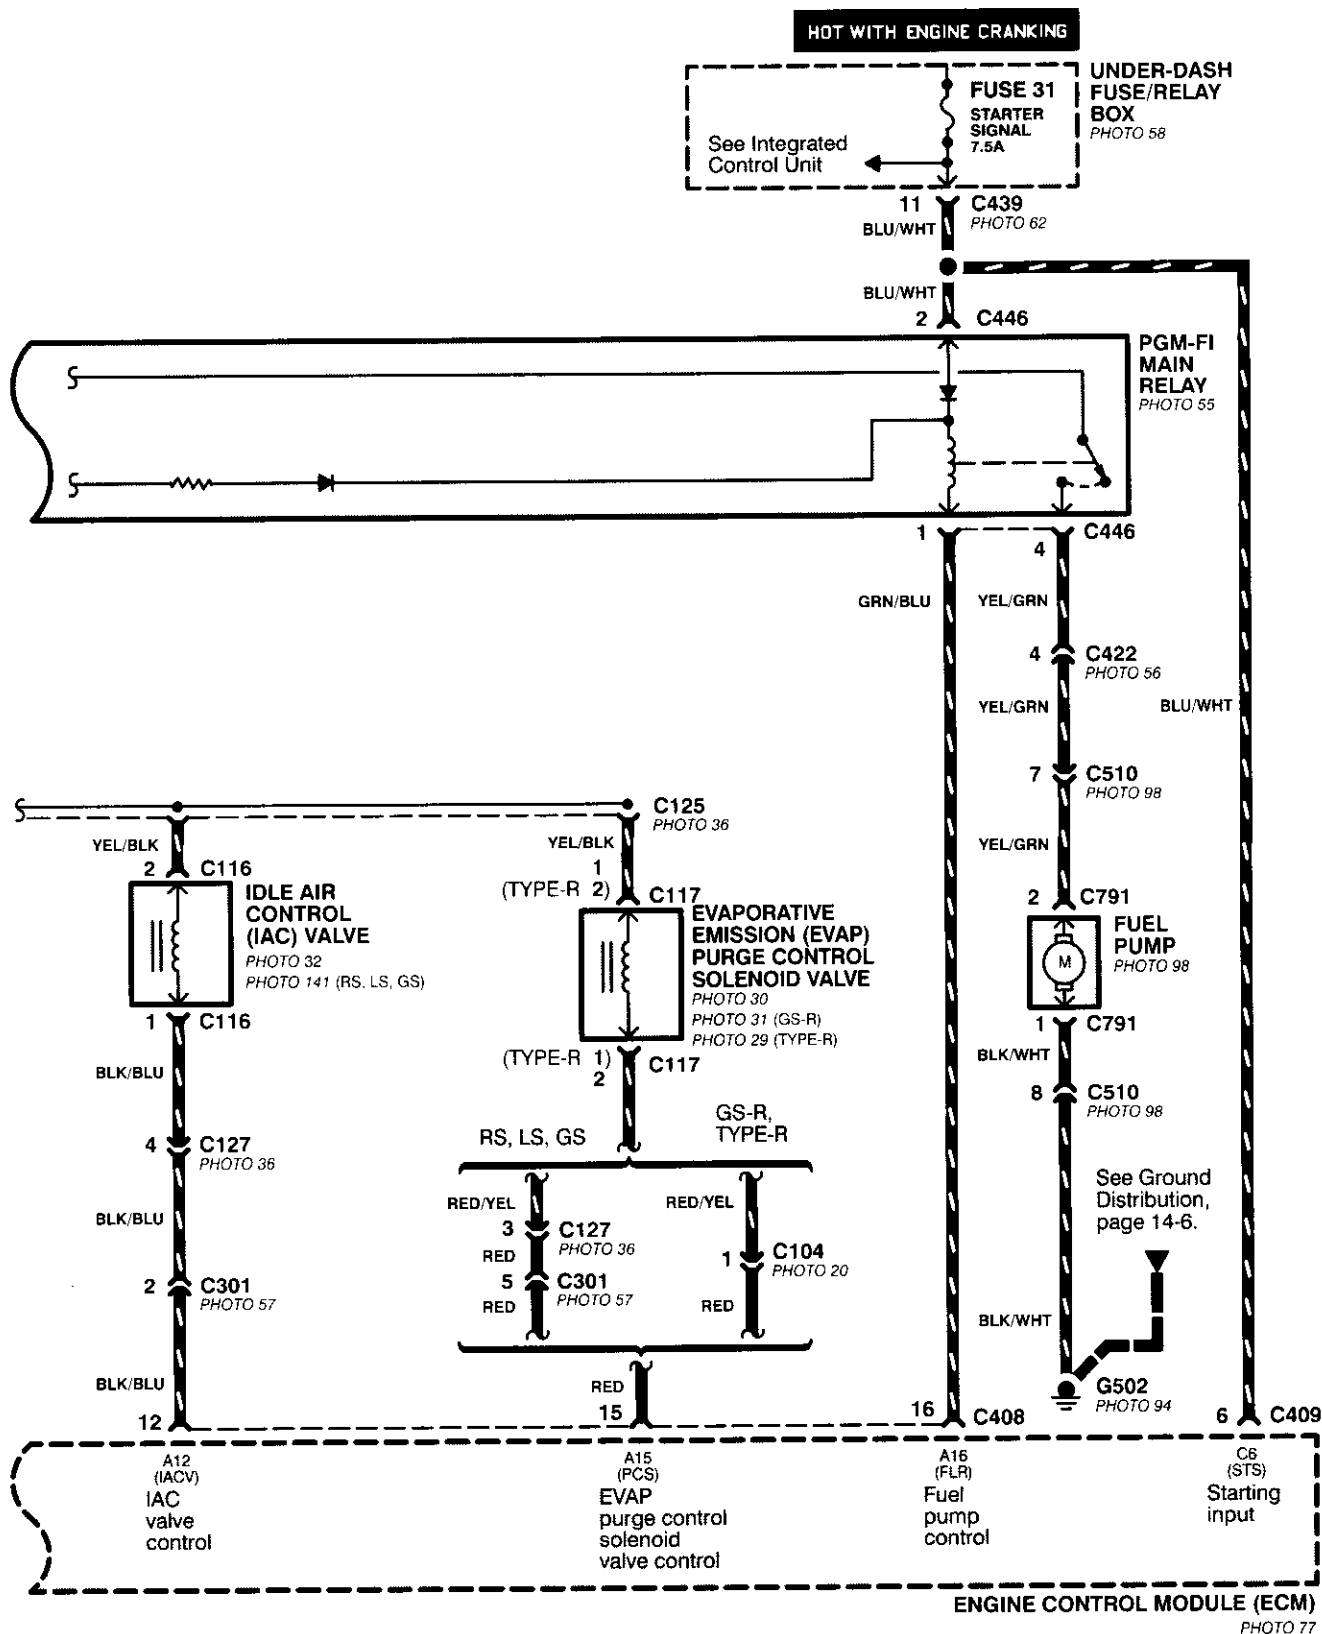 HOT WITH ENGINE CRANKING
UNDER-DASH
FUSE/RELAY
BOX
PHOTO 58
FUSE 31
STARTER
SIGNAL
7.5A
See Integrated
Control Unit
11
C439
PHOTO 62
BLU/WHT
BLU/WHT
2
C446
PGM-FI
MAIN
RELAY
PHOTO 55
1
4
C446
GRN/BLU
YEL/GRN
4
C422
PHOTO 56
YEL/GRN
BLU/WHT
7
C510
PHOTO 98
C125
PHOTO 36
YEL/BLK
YEL/BLK
YEL/GRN
2
C116
1
(TYPE-R 2)
C117
2
C791
IDLE AIR
CONTROL
(IAC) VALVE
PHOTO 32
PHOTO 141 (RS, LS, GS)
EVAPORATIVE
EMISSION (EVAP)
PURGE CONTROL
SOLENOID VALVE
PHOTO 30
PHOTO 31 (GS-R)
PHOTO 29 (TYPE-R)
M
FUEL
PUMP
PHOTO 98
1
C116
(TYPE-R 1)
2
C117
1
C791
BLK/BLU
BLK/WHT
8
C510
PHOTO 98
4
C127
PHOTO 36
RS, LS, GS
GS-R,
TYPE-R
See Ground
Distribution,
page 14-6.
BLK/BLU
RED/YEL
RED/YEL
3
C127
PHOTO 36
RED
1
C104
PHOTO 20
2
C301
PHOTO 57
5
C301
PHOTO 57
RED
RED
BLK/WHT
BLK/BLU
RED
G502
PHOTO 94
12
15
16
C408
6
C409
A12
(IACV)
IAC
valve
control
A15
(PCS)
EVAP
purge control
solenoid
valve control
A16
(FLR)
Fuel
pump
control
C6
(STS)
Starting
input
ENGINE CONTROL MODULE (ECM)
PHOTO 77